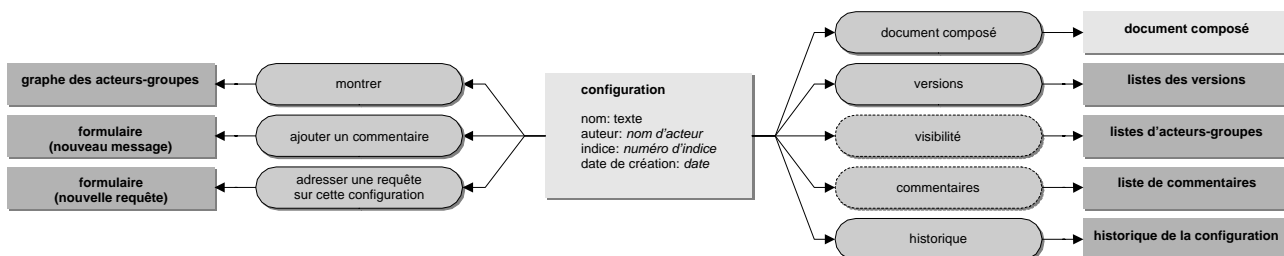 graphe des acteurs-groupes
montrer
formulaire
(nouveau message)
ajouter un commentaire
formulaire
(nouvelle requête)
adresser une requête
sur cette configuration
configuration
nom: texte
auteur: nom d'acteur
indice: numéro d'indice
date de création: date
document composé
document composé
versions
listes des versions
visibilité
listes d'acteurs-groupes
commentaires
liste de commentaires
historique
historique de la configuration